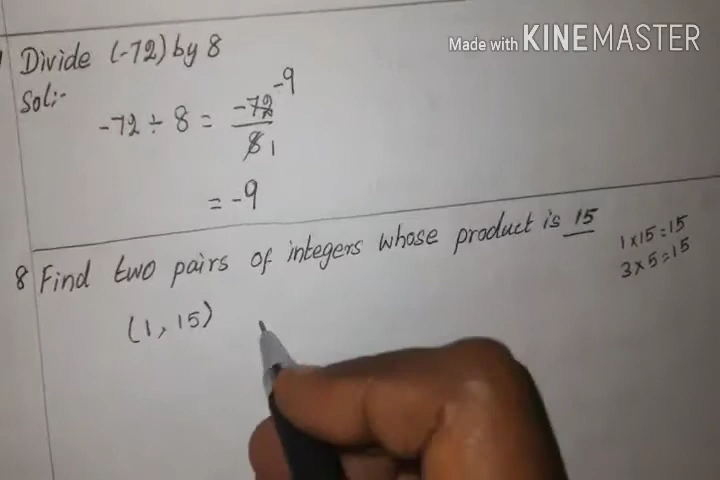 Made with KINEMASTER
Divide (-72) by 8
Sol:-
-72 ÷ 8 = -72/8 -9 1
= -9
8 Find two pairs of integers whose product is 15
1 x 15 = 15
3 x 5 = 15
(1, 15)